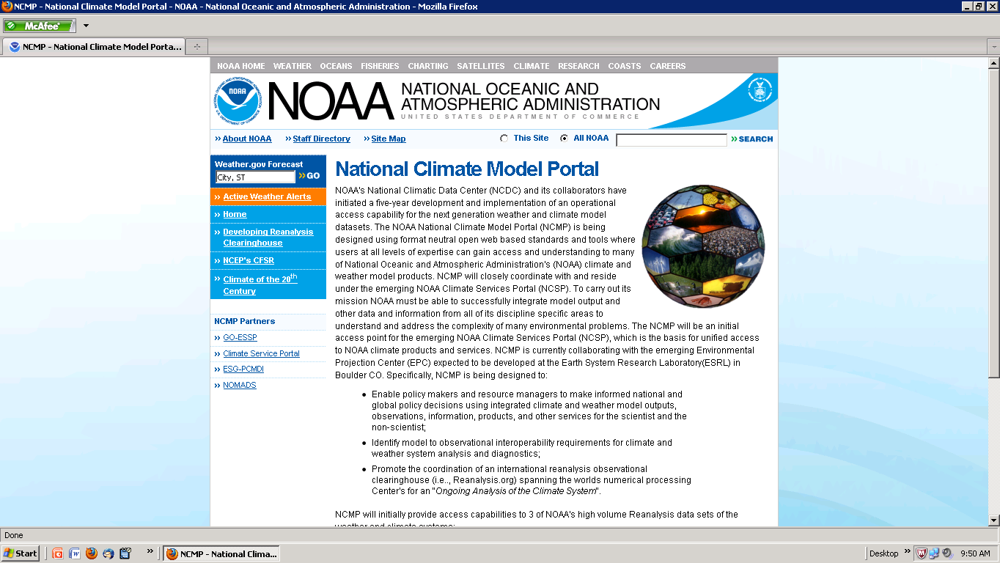 NCMP - National Climate Model Portal - NOAA - National Oceanic and Atmospheric Administration - Mozilla Firefox
McAfee
NCMP - National Climate Model Porta...
NOAA HOME WEATHER OCEANS FISHERIES CHARTING SATELLITES CLIMATE RESEARCH COASTS CAREERS
NOAA
NOAA
NATIONAL OCEANIC AND
ATMOSPHERIC ADMINISTRATION
UNITED STATES DEPARTMENT OF COMMERCE
» About NOAA » Staff Directory » Site Map This Site All NOAA » SEARCH
Weather.gov Forecast
City, ST » GO
» Active Weather Alerts
» Home
» Developing Reanalysis
Clearinghouse
» NCEP's CFSR
» Climate of the 20th
Century
NCMP Partners
» GO-ESSP
» Climate Service Portal
» ESG-PCMDI
» NOMADS
National Climate Model Portal
NOAA's National Climatic Data Center (NCDC) and its collaborators have
initiated a five-year development and implementation of an operational
access capability for the next generation weather and climate model
datasets. The NOAA National Climate Model Portal (NCMP) is being
designed using format neutral open web based standards and tools where
users at all levels of expertise can gain access and understanding to many
of National Oceanic and Atmospheric Administration's (NOAA) climate and
weather model products. NCMP will closely coordinate with and reside
under the emerging NOAA Climate Services Portal (NCSP). To carry out its
mission NOAA must be able to successfully integrate model output and
other data and information from all of its discipline specific areas to
understand and address the complexity of many environmental problems. The NCMP will be an initial
access point for the emerging NOAA Climate Services Portal (NCSP), which is the basis for unified access
to NOAA climate products and services. NCMP is currently collaborating with the emerging Environmental
Projection Center (EPC) expected to be developed at the Earth System Research Laboratory(ESRL) in
Boulder CO. Specifically, NCMP is being designed to:
• Enable policy makers and resource managers to make informed national and
global policy decisions using integrated climate and weather model outputs,
observations, information, products, and other services for the scientist and the
non-scientist;
• Identify model to observational interoperability requirements for climate and
weather system analysis and diagnostics;
• Promote the coordination of an international reanalysis observational
clearinghouse (i.e.., Reanalysis.org) spanning the worlds numerical processing
Center's for an "Ongoing Analysis of the Climate System".
NCMP will initially provide access capabilities to 3 of NOAA's high volume Reanalysis data sets of the
weather and climate systems:
Done
Start » NCMP - National Clima... Desktop » 9:50 AM